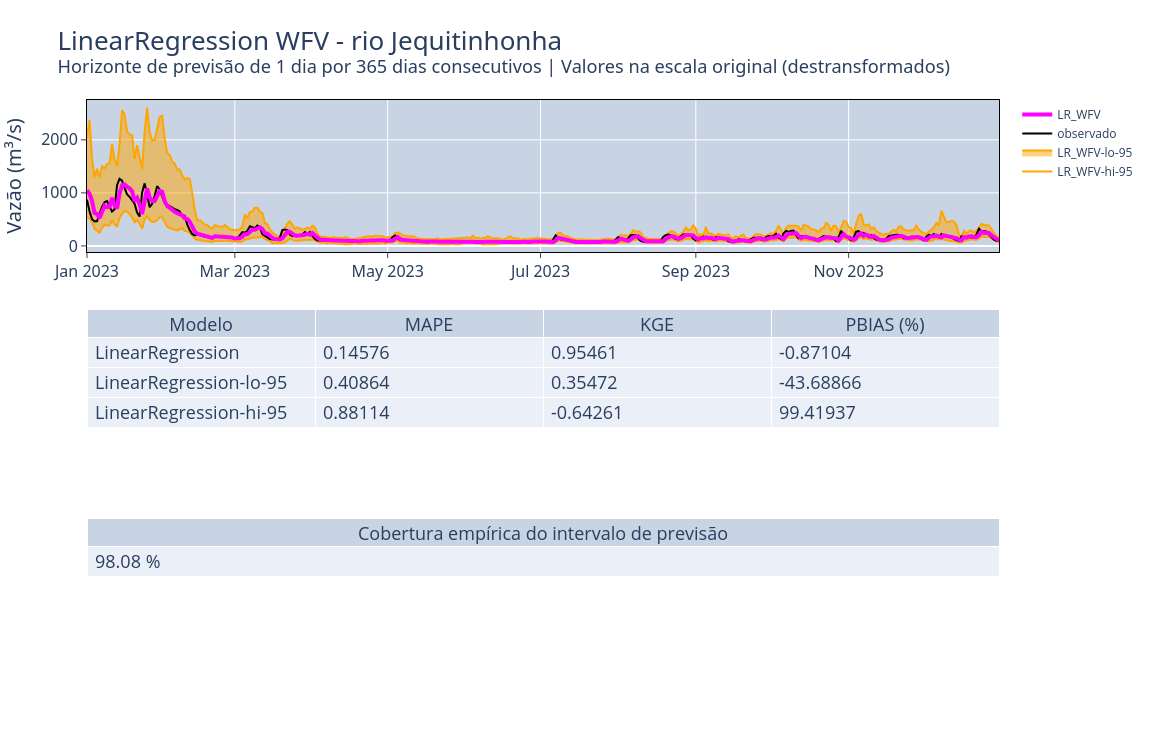 LinearRegression WFV - rio Jequitinhonha
Horizonte de previsão de 1 dia por 365 dias consecutivos | Valores na escala original (destransformados)
Vazão (m³/s)
2000
1000
0
Jan 2023 Mar 2023 May 2023 Jul 2023 Sep 2023 Nov 2023
LR_WFV
observado
LR_WFV-lo-95
LR_WFV-hi-95
Modelo MAPE KGE PBIAS (%)
LinearRegression 0.14576 0.95461 -0.87104
LinearRegression-lo-95 0.40864 0.35472 -43.68866
LinearRegression-hi-95 0.88114 -0.64261 99.41937
Cobertura empírica do intervalo de previsão
98.08 %